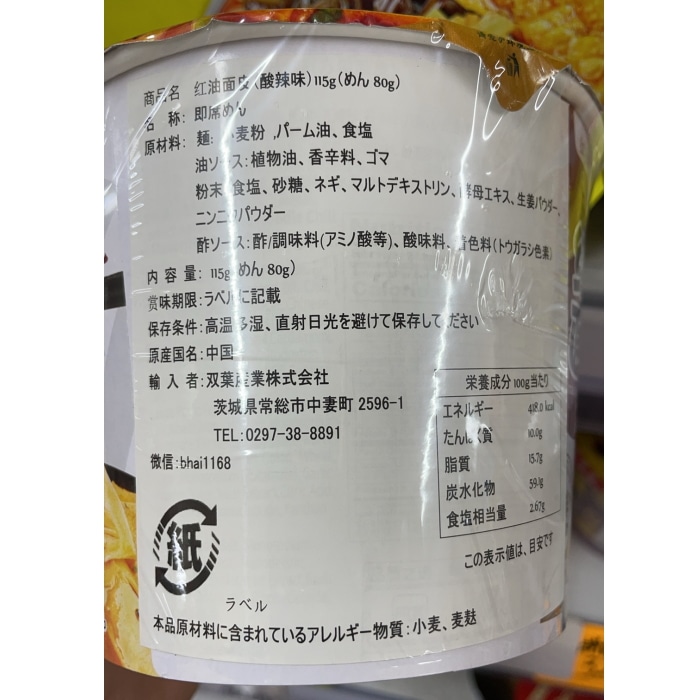 商品名 红油面皮(酸辣味)115g(めん 80g)
名 称: 即席めん
原材料: 麺: 小麦粉 ,パーム油、食塩
油ソース:植物油、香辛料、ゴマ
粉末:食塩、砂糖、ネギ、マルトデキストリン、酵母エキス、生姜パウダー、
ニンニクパウダー
酢ソース:酢/調味料(アミノ酸等)、酸味料、着色料(トウガラシ色素)
内 容 量: 115g(めん 80g)
賞味期限:ラベルに記載
保存条件:高温多湿、直射日光を避けて保存してください
原産国名:中国
輸 入 者:双葉産業株式会社
茨城県常総市中妻町 2596-1
TEL:0297-38-8891
微信:bhai1168
栄養成分 100g当たり
エネルギー 418.0 kcal
たんぱく質 10.0g
脂質 15.7g
炭水化物 59.1g
食塩相当量 2.67g
この表示値は、目安です
紙
ラベル
本品原材料に含まれているアレルギー物質:小麦、麦麸